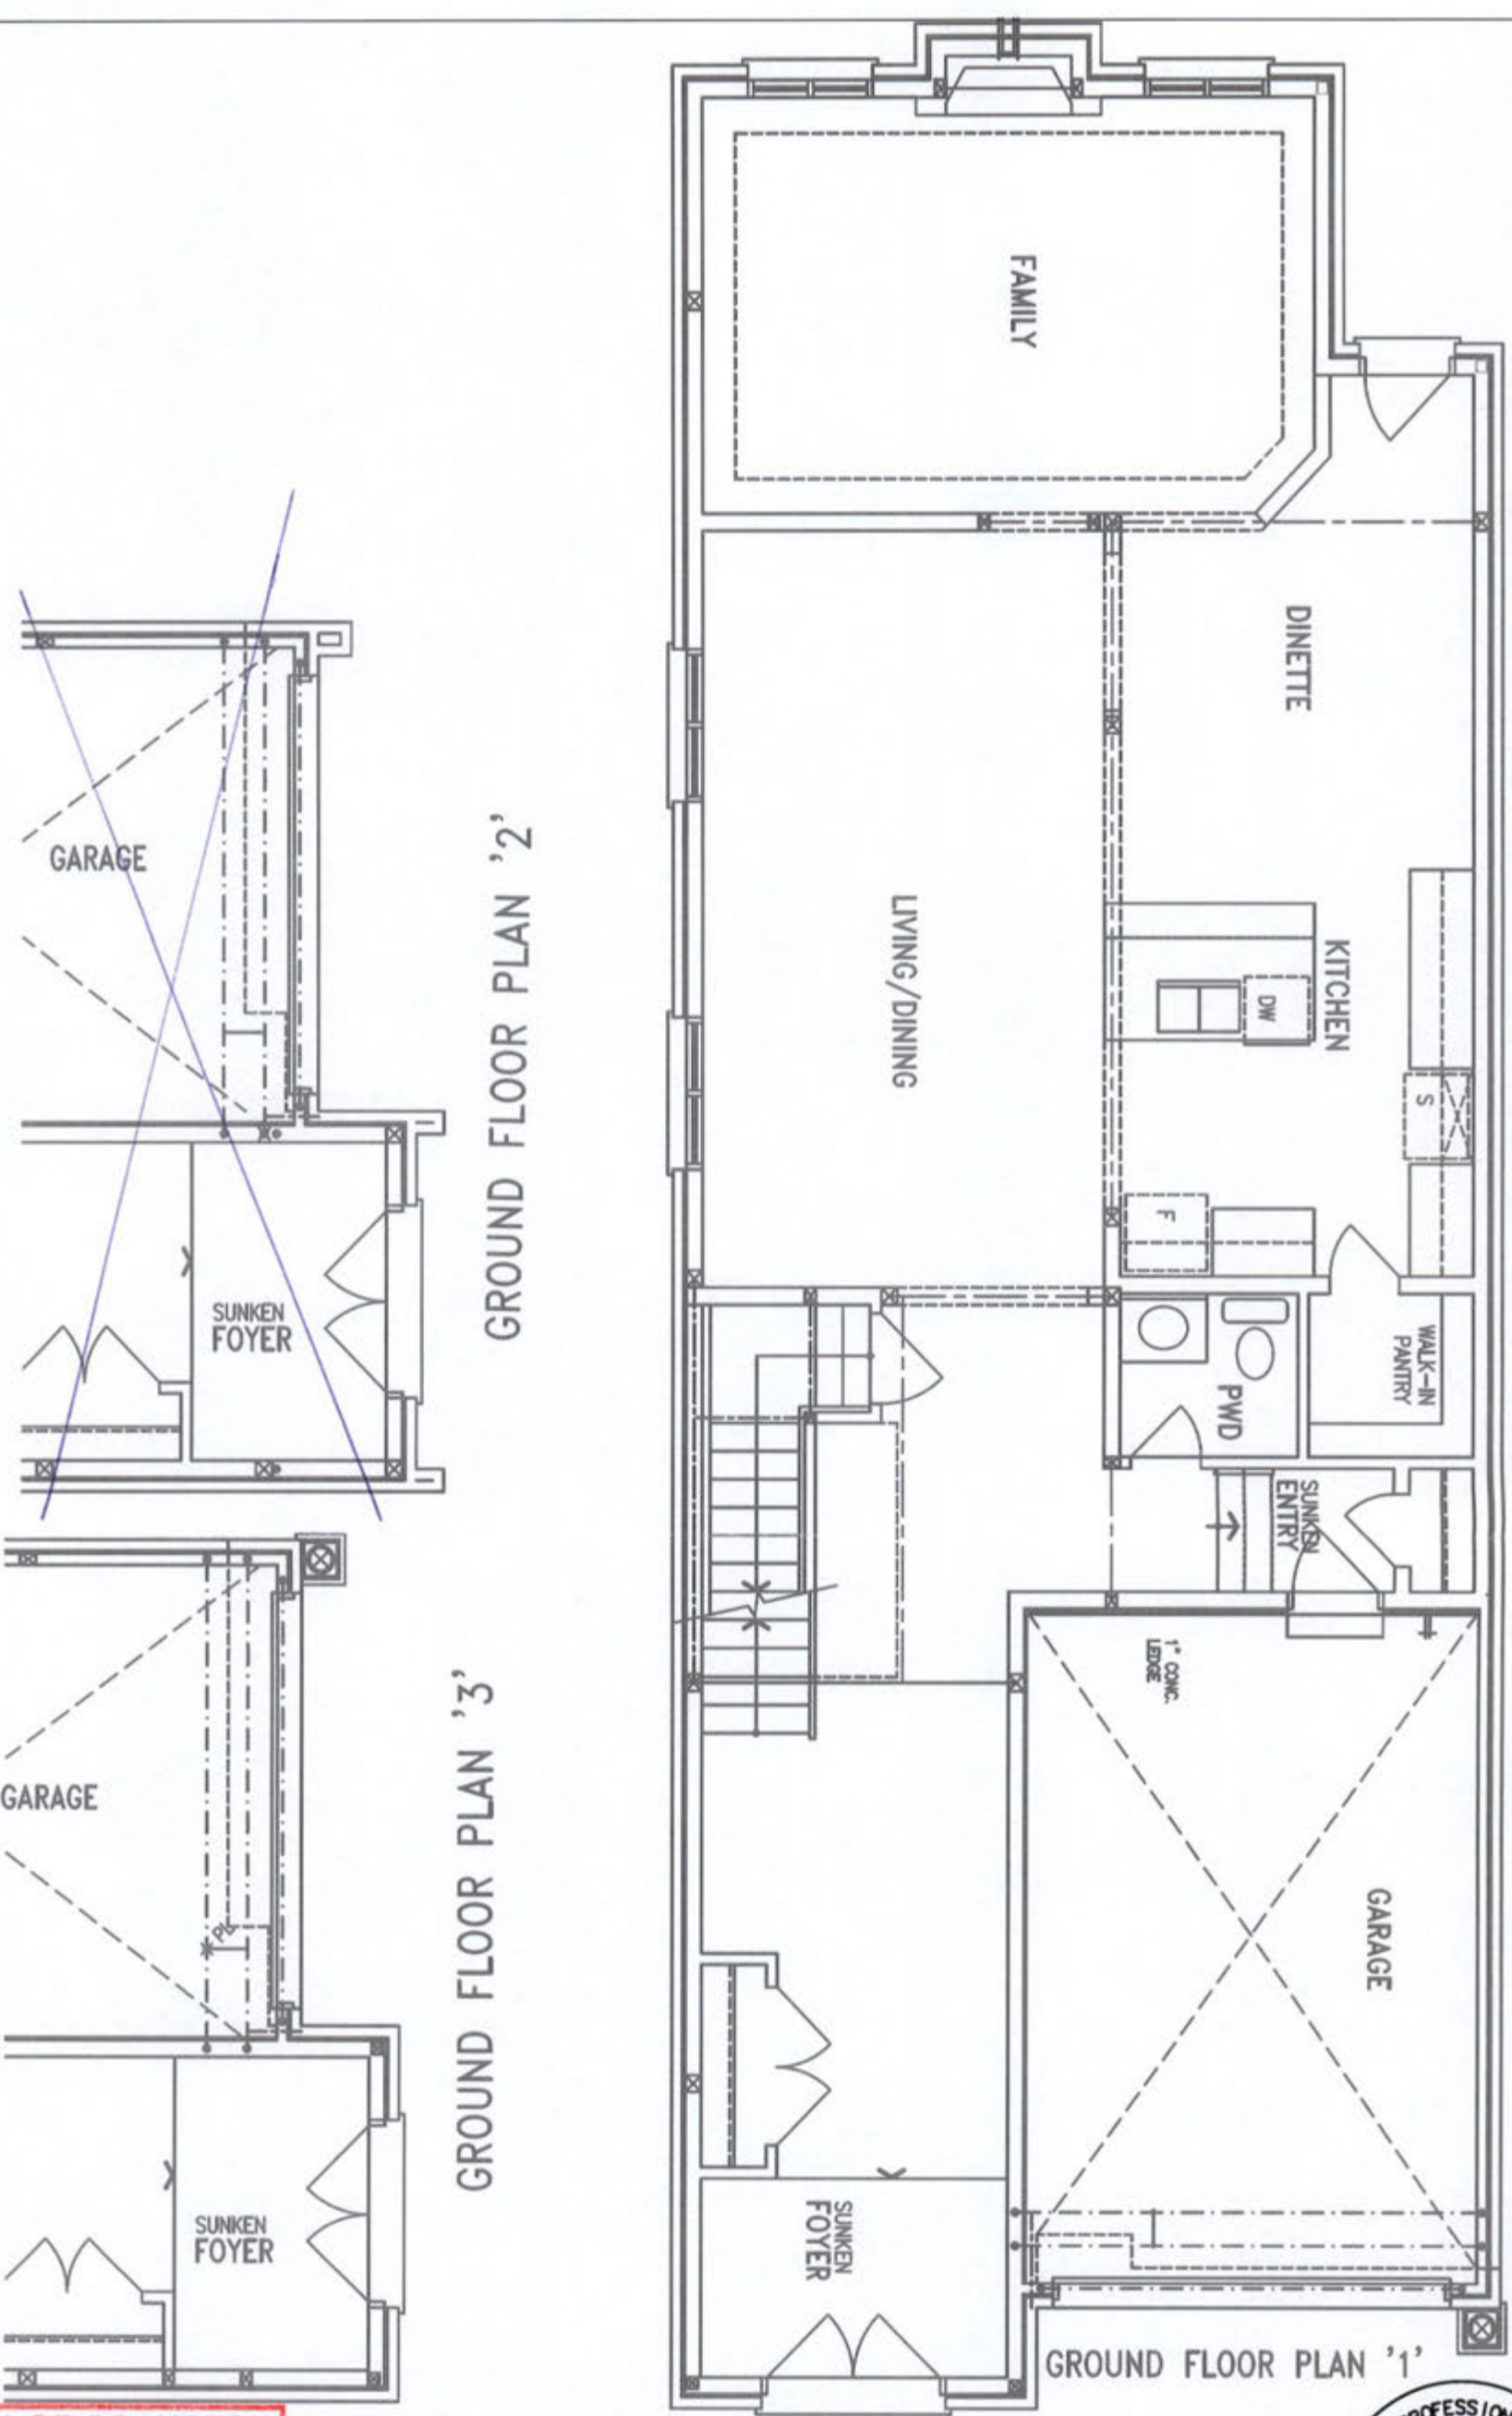 FAMILY
DINETTE
KITCHEN
DW
S
F
LIVING/DINING
WALK-IN
PANTRY
PWD
SUNKEN
ENTRY
1" CONC.
LEDGE
GARAGE
SUNKEN
FOYER
GROUND FLOOR PLAN '1'
GARAGE
SUNKEN
FOYER
GROUND FLOOR PLAN '2'
GARAGE
PL
SUNKEN
FOYER
GROUND FLOOR PLAN '3'